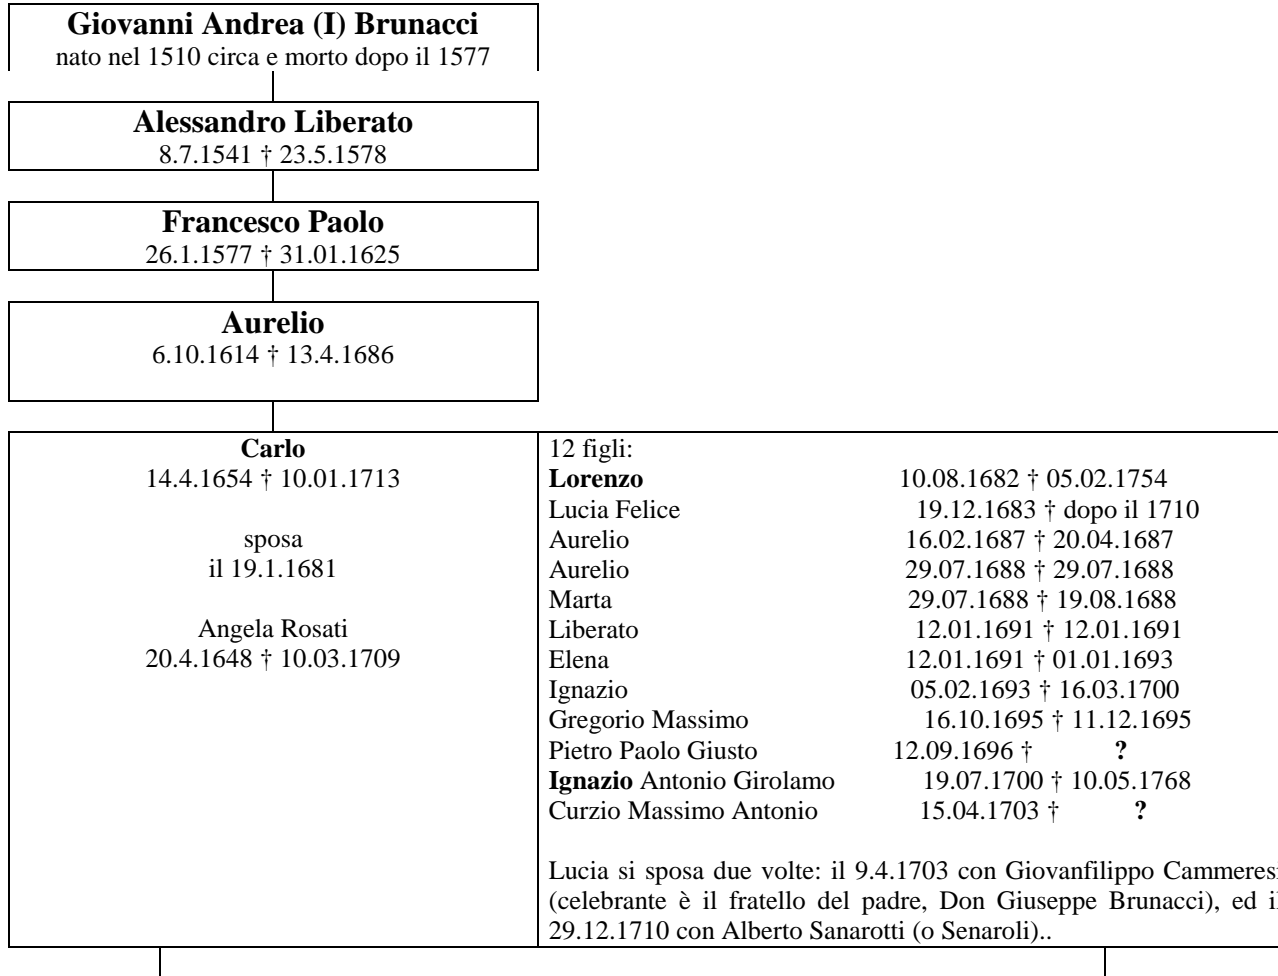 Giovanni Andrea (I) Brunacci
nato nel 1510 circa e morto dopo il 1577
Alessandro Liberato
8.7.1541 † 23.5.1578
Francesco Paolo
26.1.1577 † 31.01.1625
Aurelio
6.10.1614 † 13.4.1686
Carlo
14.4.1654 † 10.01.1713
sposa
il 19.1.1681
Angela Rosati
20.4.1648 † 10.03.1709
12 figli:
Lorenzo 10.08.1682 † 05.02.1754
Lucia Felice 19.12.1683 † dopo il 1710
Aurelio 16.02.1687 † 20.04.1687
Aurelio 29.07.1688 † 29.07.1688
Marta 29.07.1688 † 19.08.1688
Liberato 12.01.1691 † 12.01.1691
Elena 12.01.1691 † 01.01.1693
Ignazio 05.02.1693 † 16.03.1700
Gregorio Massimo 16.10.1695 † 11.12.1695
Pietro Paolo Giusto 12.09.1696 † ?
Ignazio Antonio Girolamo 19.07.1700 † 10.05.1768
Curzio Massimo Antonio 15.04.1703 † ?
Lucia si sposa due volte: il 9.4.1703 con Giovanfilippo Cammeresi
(celebrante è il fratello del padre, Don Giuseppe Brunacci), ed il
29.12.1710 con Alberto Sanarotti (o Senaroli)..